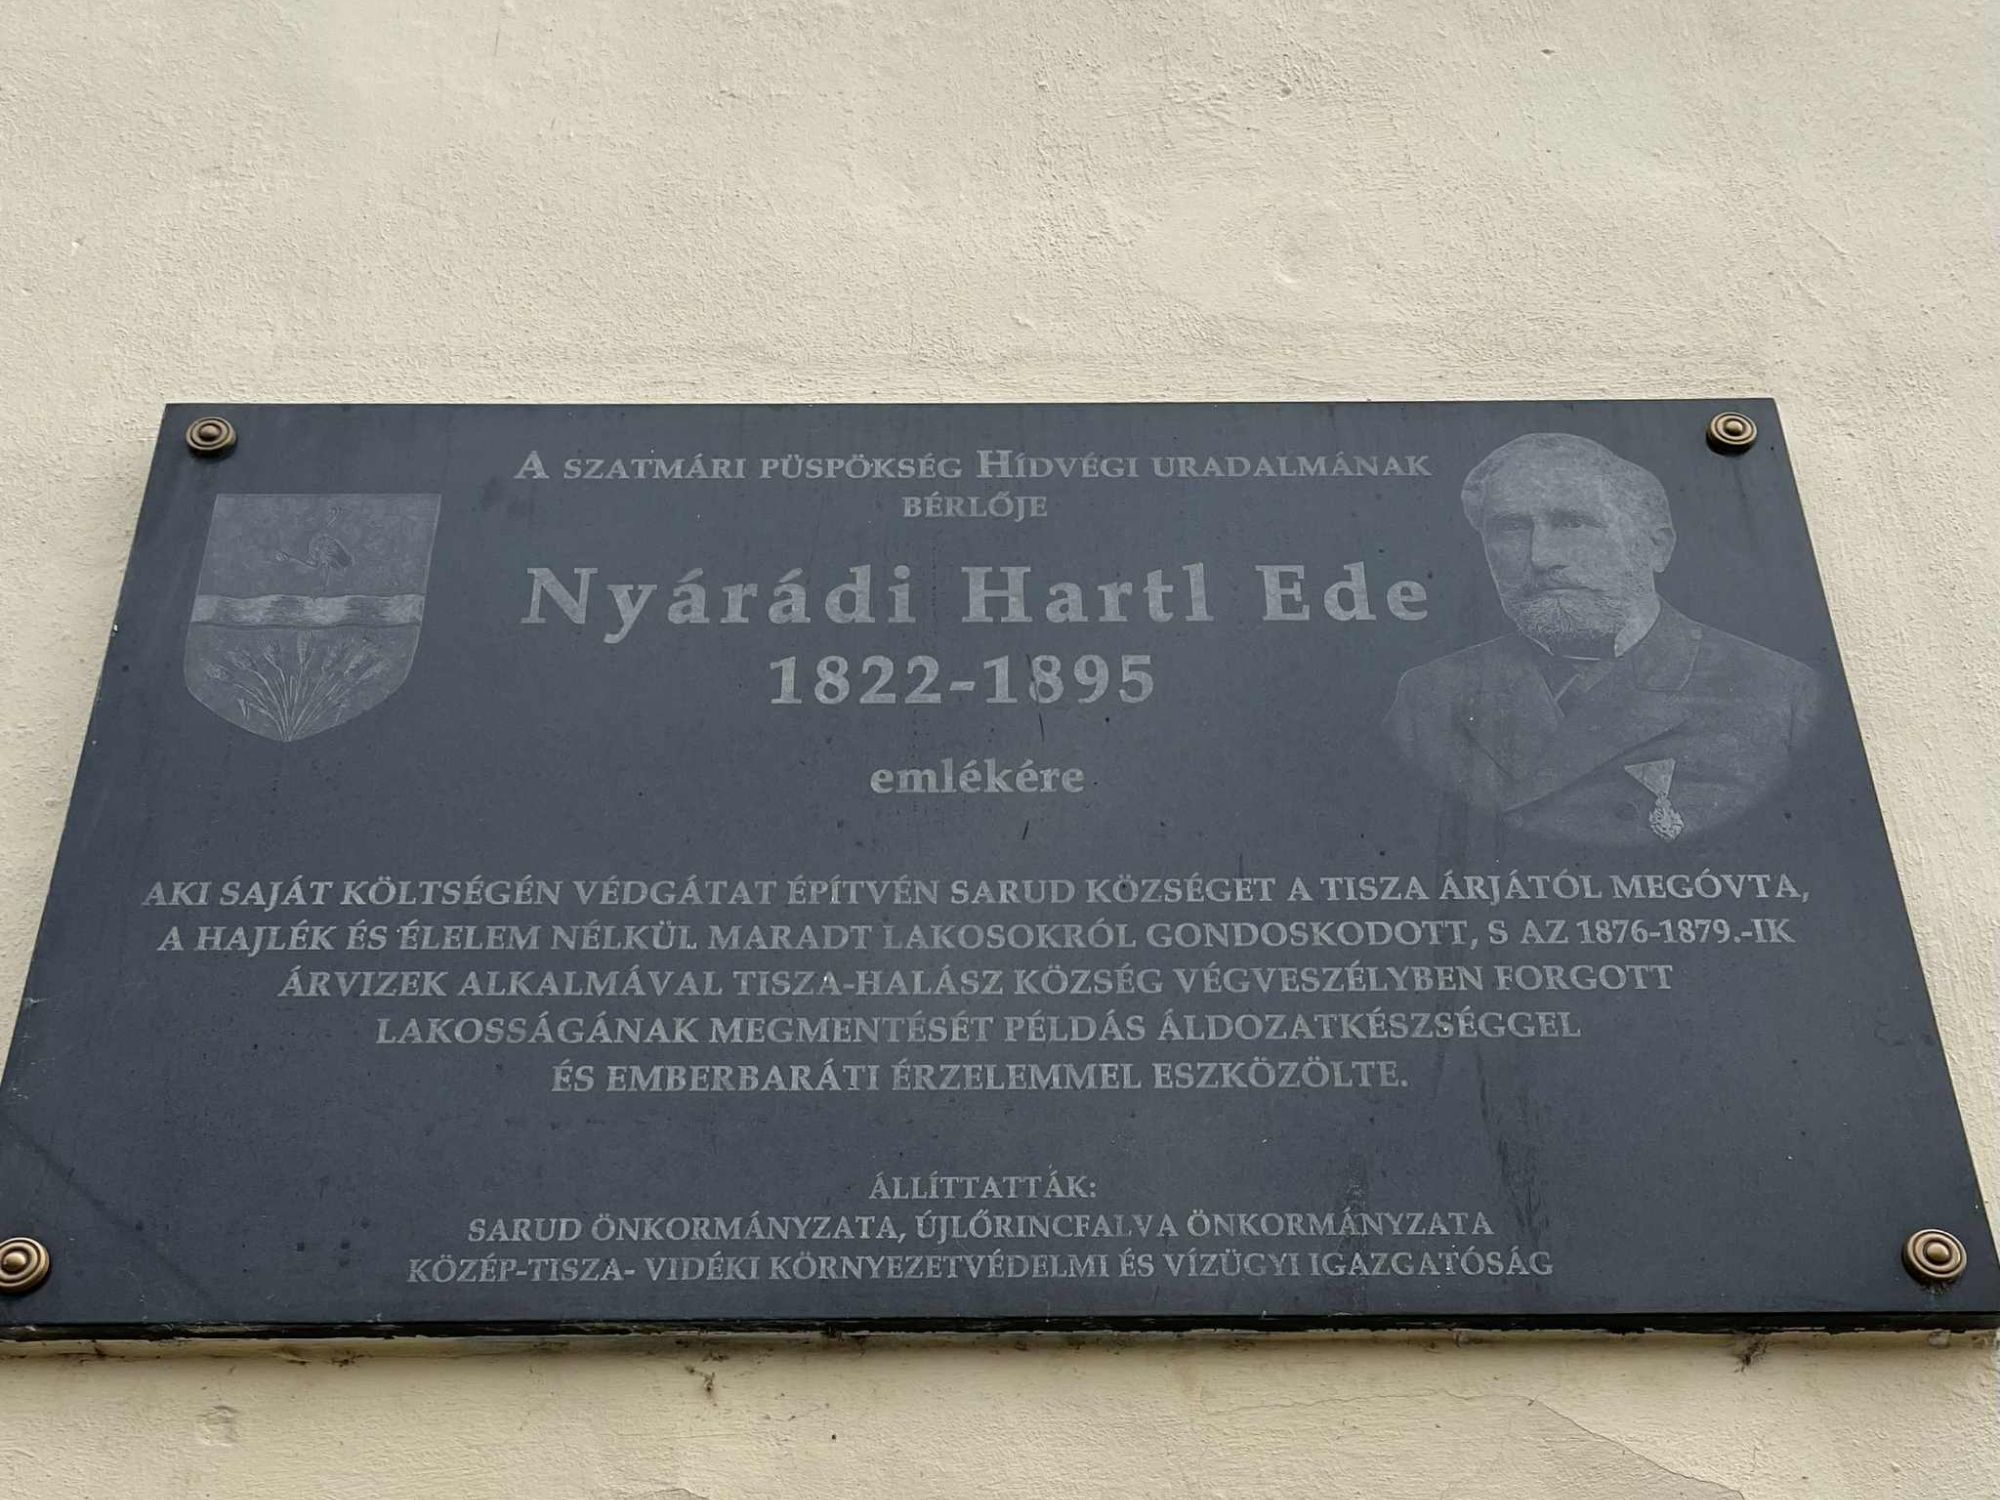 A SZATMÁRI PÜSPÖKSÉG HÍDVÉGI URADALMÁNAK
BÉRLŐJE
Nyárádi Hartl Ede
1822-1895
emlékére
AKI SAJÁT KÖLTSÉGÉN VÉDGÁTAT ÉPÍTVÉN SARUD KÖZSÉGET A TISZA ÁRJÁTÓL MEGÓVTA,
A HAJLÉK ÉS ÉLELEM NÉLKÜL MARADT LAKOSOKRÓL GONDOSKODOTT, S AZ 1876-1879.-IK
ÁRVIZEK ALKALMÁVAL TISZA-HALÁSZ KÖZSÉG VÉGVESZÉLYBEN FORGOTT
LAKOSSÁGÁNAK MEGMENTÉSÉT PÉLDÁS ÁLDOZATKÉSZSÉGGEL
ÉS EMBERBARÁTI ÉRZELEMMEL ESZKÖZÖLTE.
ÁLLÍTTATTÁK:
SARUD ÖNKORMÁNYZATA, ÚJLŐRINCFALVA ÖNKORMÁNYZATA
KÖZÉP-TISZA- VIDÉKI KÖRNYEZETVÉDELMI ÉS VÍZÜGYI IGAZGATÓSÁG